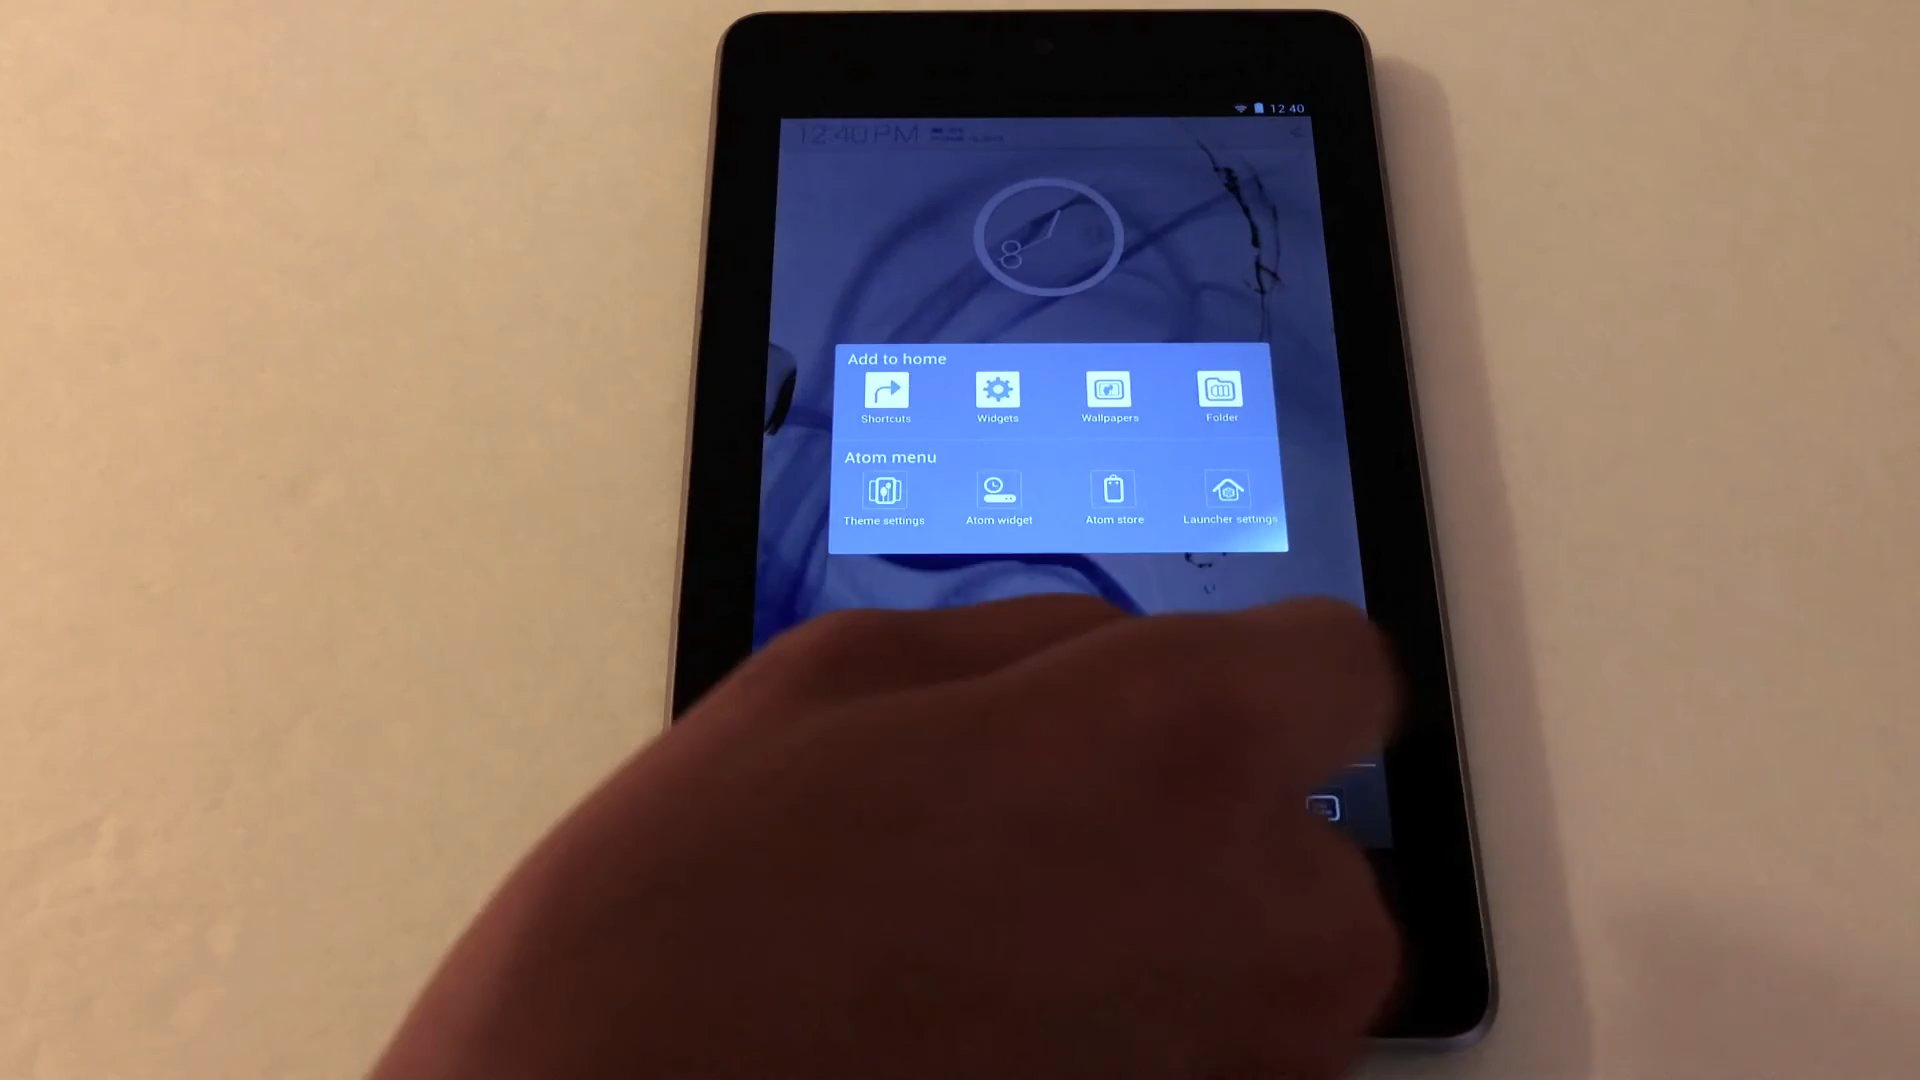 12 40
12:40 PM
Add to home
Shortcuts
Widgets
Wallpapers
Folder
Atom menu
Theme settings
Atom widget
Atom store
Launcher settings